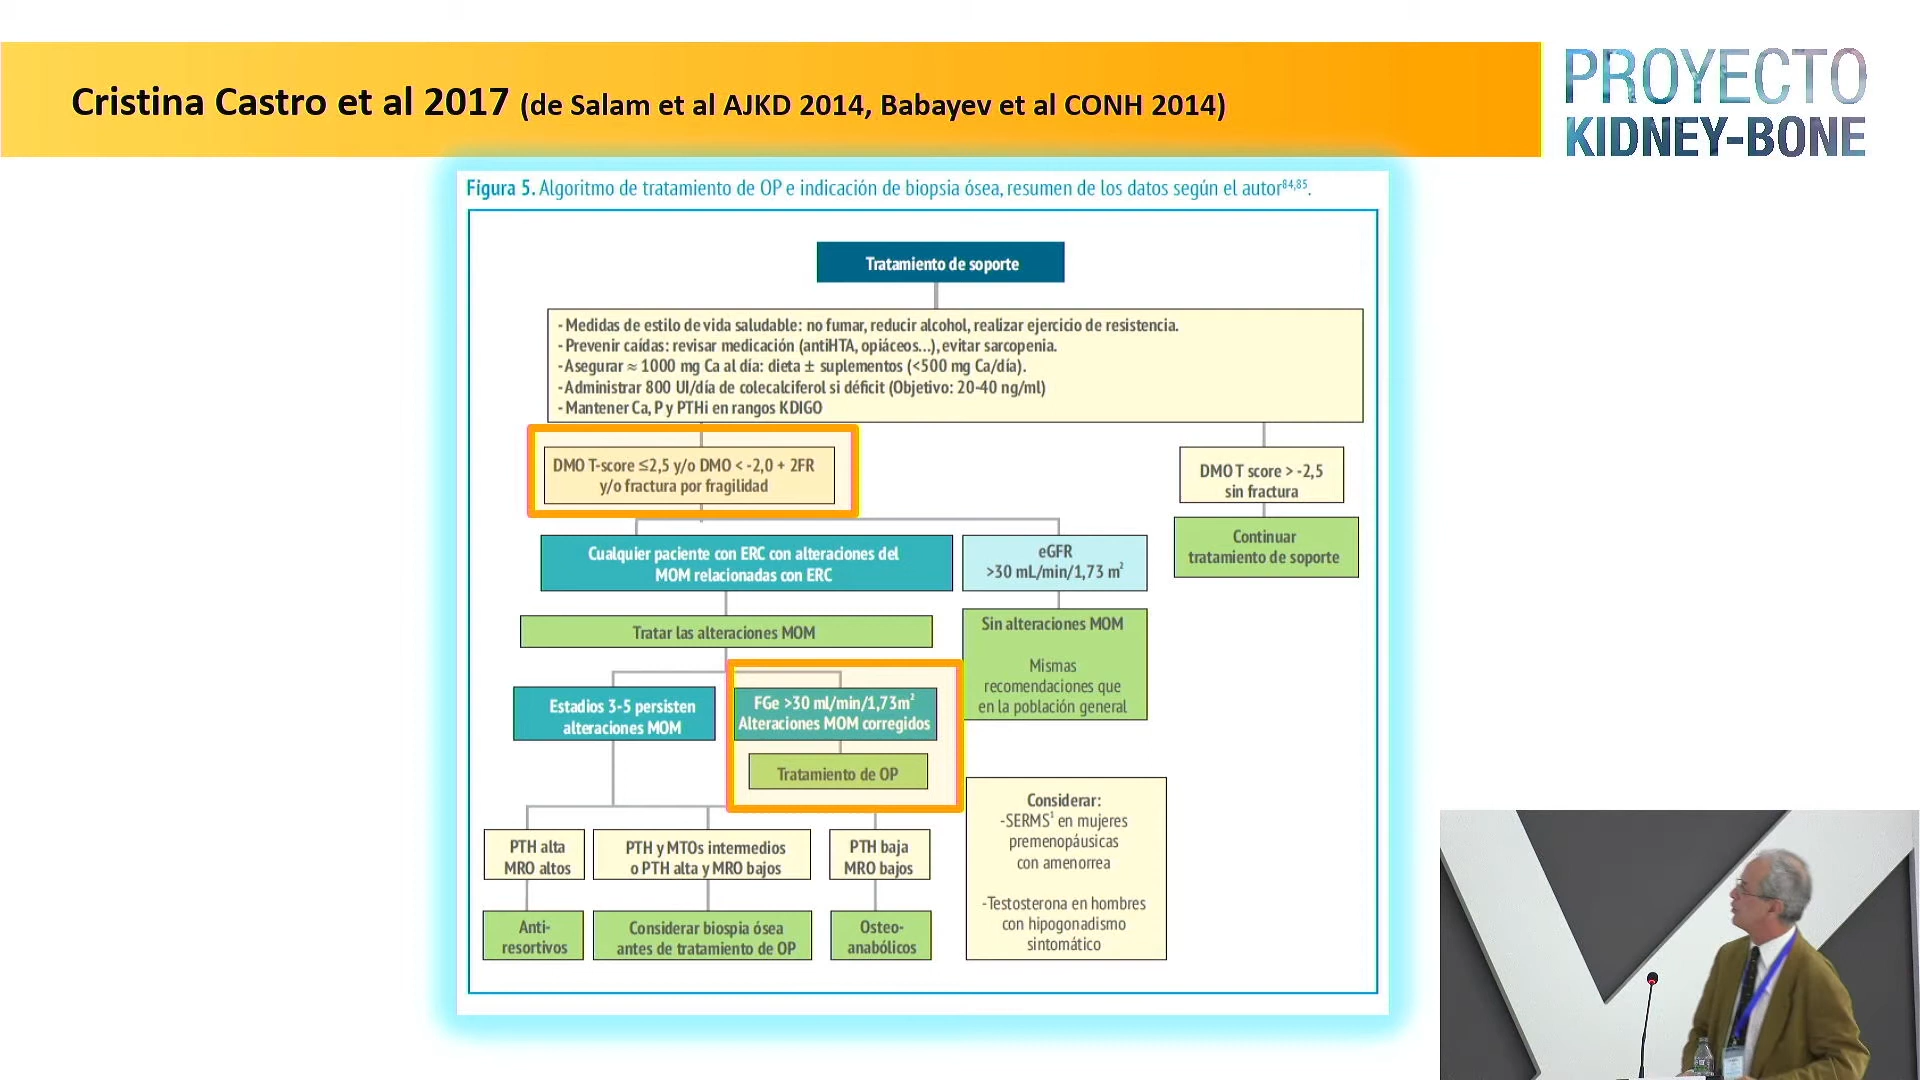 Cristina Castro et al 2017 (de Salam et al AJKD 2014, Babayev et al CONH 2014)
PROYECTO
KIDNEY-BONE
Figura 5. Algoritmo de tratamiento de OP e indicación de biopsia ósea, resumen de los datos según el autor84,85.
Tratamiento de soporte
- Medidas de estilo de vida saludable: no fumar, reducir alcohol, realizar ejercicio de resistencia.
- Prevenir caídas: revisar medicación (antiHTA, opiáceos...), evitar sarcopenia.
- Asegurar ≈ 1000 mg Ca al día: dieta ± suplementos (<500 mg Ca/día).
- Administrar 800 UI/día de colecalciferol si déficit (Objetivo: 20-40 ng/ml)
- Mantener Ca, P y PTHi en rangos KDIGO
DMO T-score ≤2,5 y/o DMO < -2,0 + 2FR
y/o fractura por fragilidad
DMO T score > -2,5
sin fractura
Continuar
tratamiento de soporte
Cualquier paciente con ERC con alteraciones del
MOM relacionadas con ERC
eGFR
>30 mL/min/1,73 m²
Tratar las alteraciones MOM
Sin alteraciones MOM
Mismas
recomendaciones que
en la población general
Estadios 3-5 persisten
alteraciones MOM
FGe >30 ml/min/1,73m²
Alteraciones MOM corregidos
Tratamiento de OP
PTH alta
MRO altos
PTH y MTOs intermedios
o PTH alta y MRO bajos
PTH baja
MRO bajos
Anti-
resortivos
Considerar biospia ósea
antes de tratamiento de OP
Osteo-
anabólicos
Considerar:
-SERMS¹ en mujeres
premenopáusicas
con amenorrea
-Testosterona en hombres
con hipogonadismo
sintomático